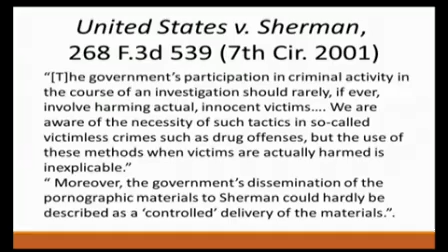 United States v. Sherman,
268 F.3d 539 (7th Cir. 2001)
“[T]he government’s participation in criminal activity in
the course of an investigation should rarely, if ever,
involve harming actual, innocent victims.... We are
aware of the necessity of such tactics in so-called
victimless crimes such as drug offenses, but the use of
these methods when victims are actually harmed is
inexplicable.”
“ Moreover, the government’s dissemination of the
pornographic materials to Sherman could hardly be
described as a ‘controlled’ delivery of the materials.”.